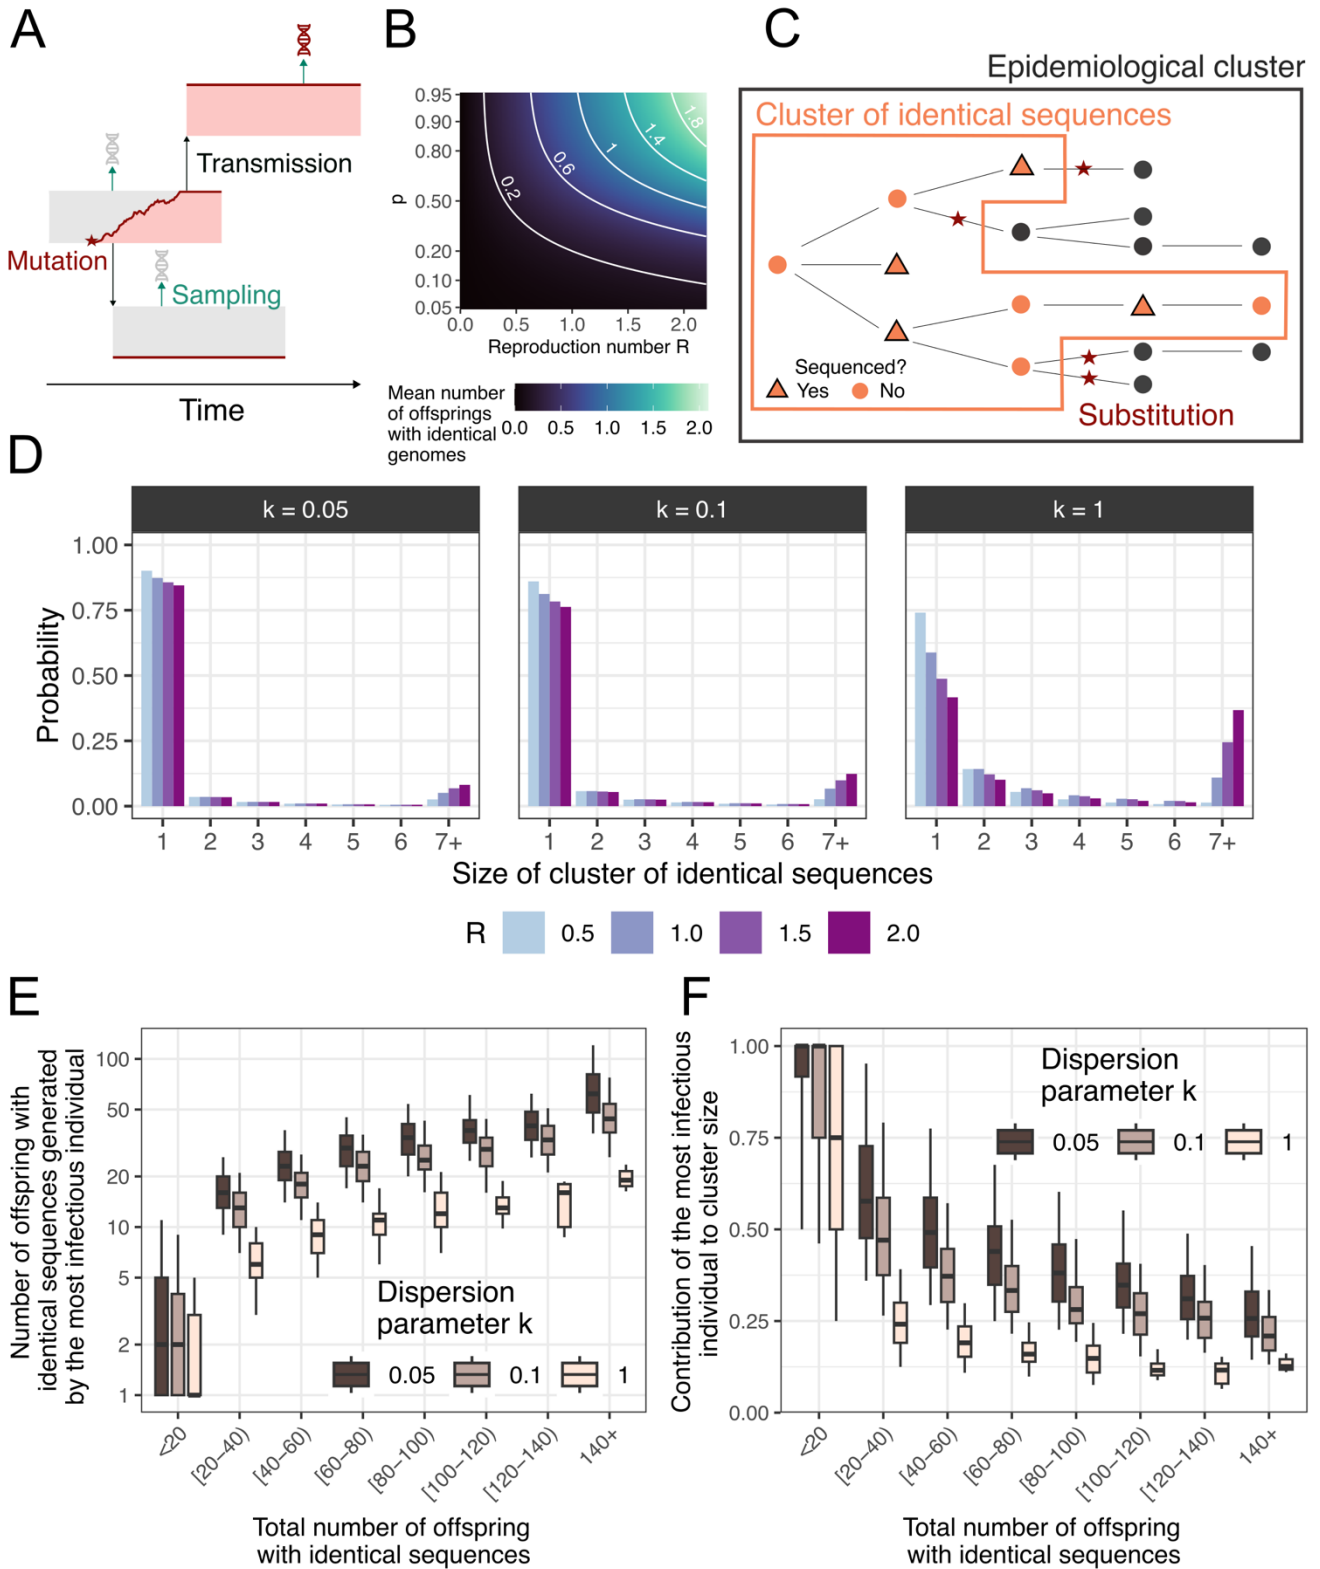 A
Transmission
Mutation
Sampling
Time
B
p
0.95
0.90
0.80
0.50
0.20
0.10
0.05
0.2
0.6
1
1.4
1.8
0.0 0.5 1.0 1.5 2.0
Reproduction number R
Mean number
of offsprings
with identical
genomes
0.0 0.5 1.0 1.5 2.0
C
Epidemiological cluster
Cluster of identical sequences
Sequenced?
Yes No
Substitution
D
k = 0.05 k = 0.1 k = 1
Probability
1.00
0.75
0.50
0.25
0.00
1 2 3 4 5 6 7+ 1 2 3 4 5 6 7+ 1 2 3 4 5 6 7+
Size of cluster of identical sequences
R 0.5 1.0 1.5 2.0
E
Number of offspring with
identical sequences generated
by the most infectious individual
100
50
20
10
5
2
1
Dispersion
parameter k
0.05 0.1 1
<20 [20−40) [40−60) [60−80) [80−100) [100−120) [120−140) 140+
Total number of offspring
with identical sequences
F
Contribution of the most infectious
individual to cluster size
1.00
0.75
0.50
0.25
0.00
Dispersion
parameter k
0.05 0.1 1
<20 [20−40) [40−60) [60−80) [80−100) [100−120) [120−140) 140+
Total number of offspring
with identical sequences